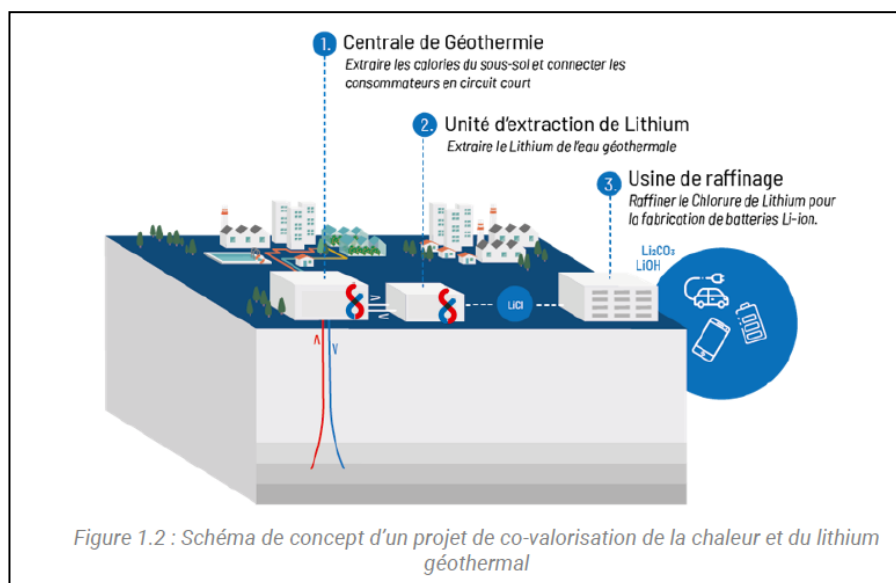 1. Centrale de Géothermie
Extraire les calories du sous-sol et connecter les
consommateurs en circuit court
2. Unité d'extraction de Lithium
Extraire le Lithium de l'eau géothermale
3. Usine de raffinage
Raffiner le Chlorure de Lithium pour
la fabrication de batteries Li-ion.
Li₂CO₃
LiOH
LiCl
Figure 1.2 : Schéma de concept d'un projet de co-valorisation de la chaleur et du lithium
géothermal